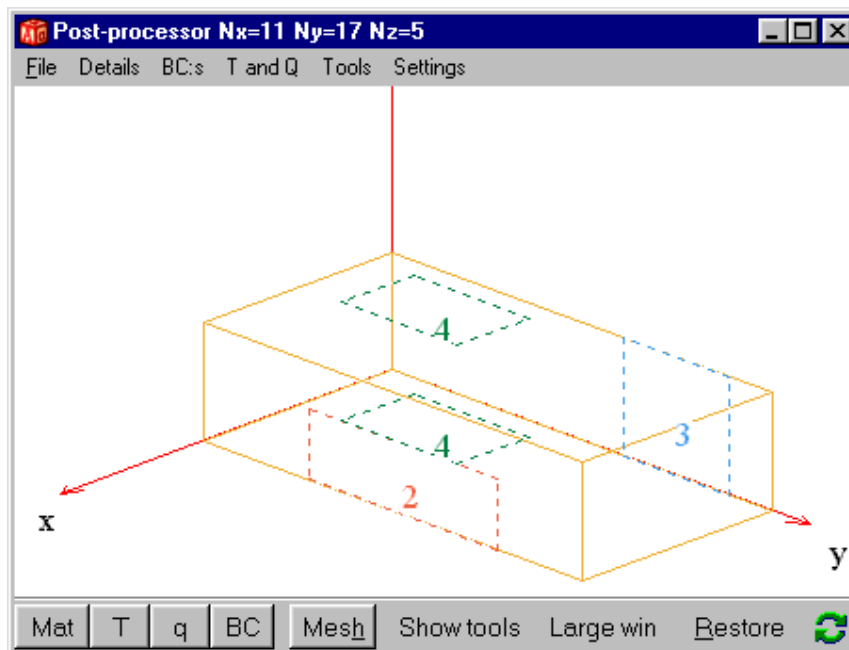 Post-processor Nx=11 Ny=17 Nz=5
File Details BC:s T and Q Tools Settings
4
3
4
2
x
y
Mat T q BC Mesh Show tools Large win Restore